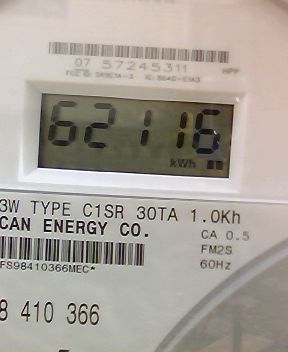 07 57245311
HPP
62116
kWh
3W TYPE C1SR 30TA 1.0Kh
CAN ENERGY CO.
CA 0.5
FM2S
FS98410366MEC*
60Hz
8 410 366